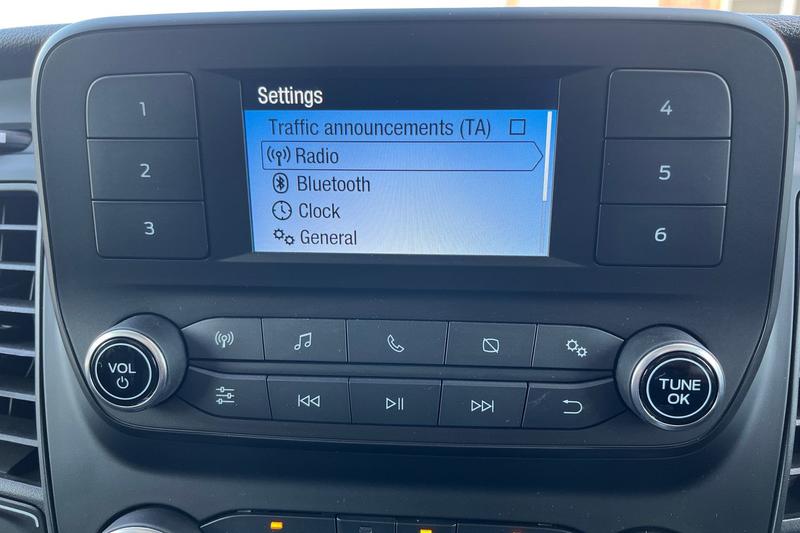 Settings
Traffic announcements (TA)
Radio
Bluetooth
Clock
General
1
2
3
4
5
6
VOL
TUNE
OK